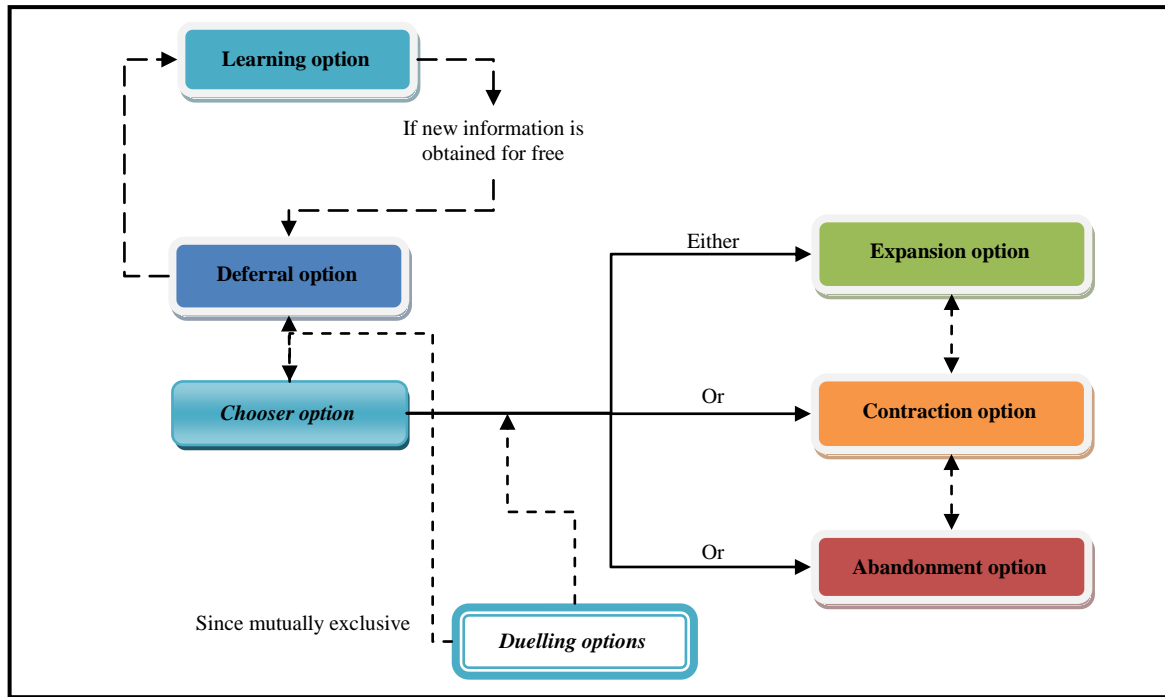 Learning option
If new information is
obtained for free
Deferral option
Either
Expansion option
Chooser option
Or
Contraction option
Or
Abandonment option
Since mutually exclusive
Duelling options